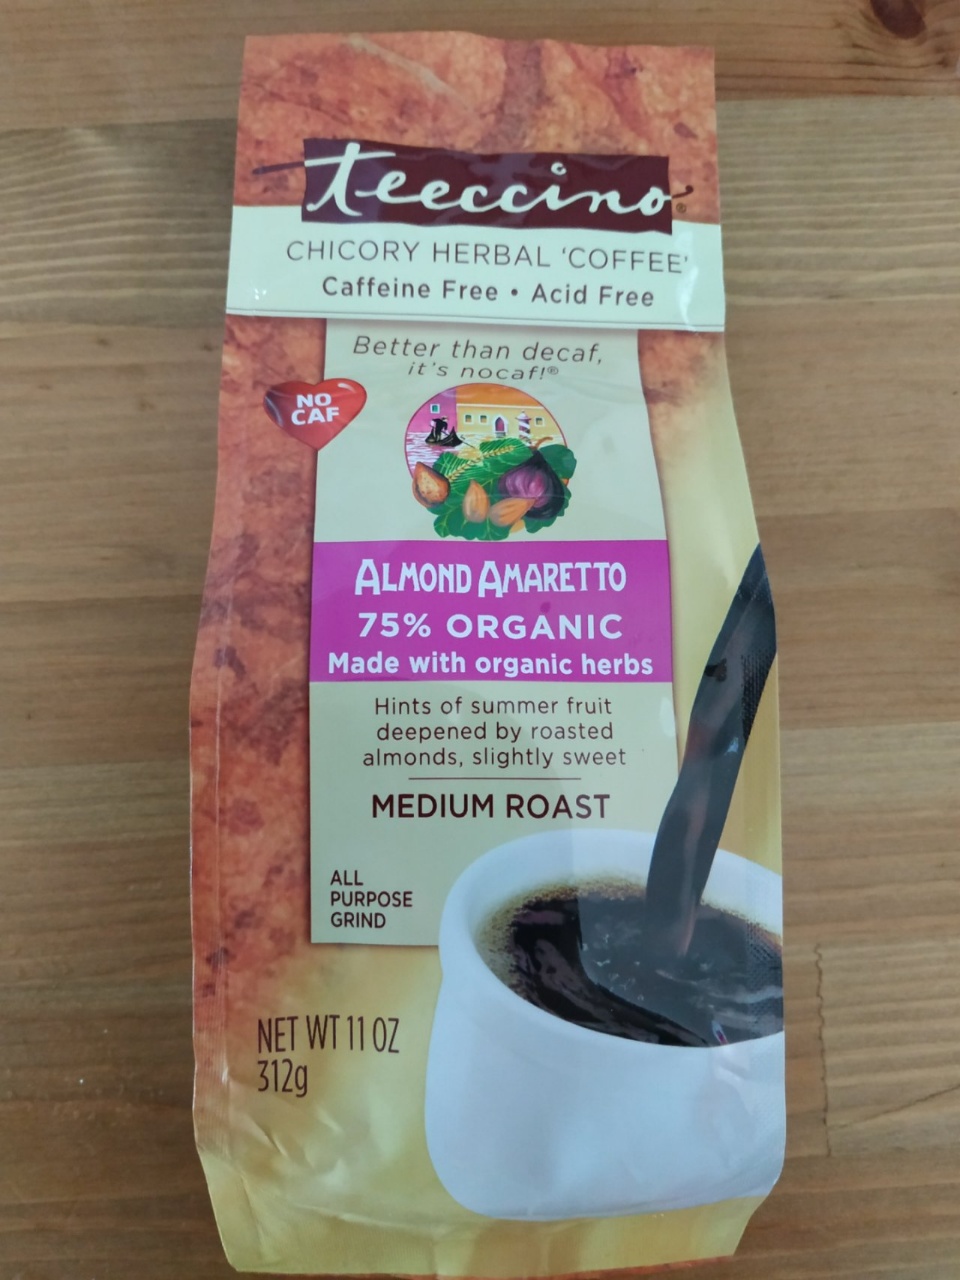 teeccino®
CHICORY HERBAL ‘COFFEE’
Caffeine Free • Acid Free
Better than decaf,
it's nocaf!®
NO
CAF
ALMOND AMARETTO
75% ORGANIC
Made with organic herbs
Hints of summer fruit
deepened by roasted
almonds, slightly sweet
MEDIUM ROAST
ALL
PURPOSE
GRIND
NET WT 11 OZ
312g